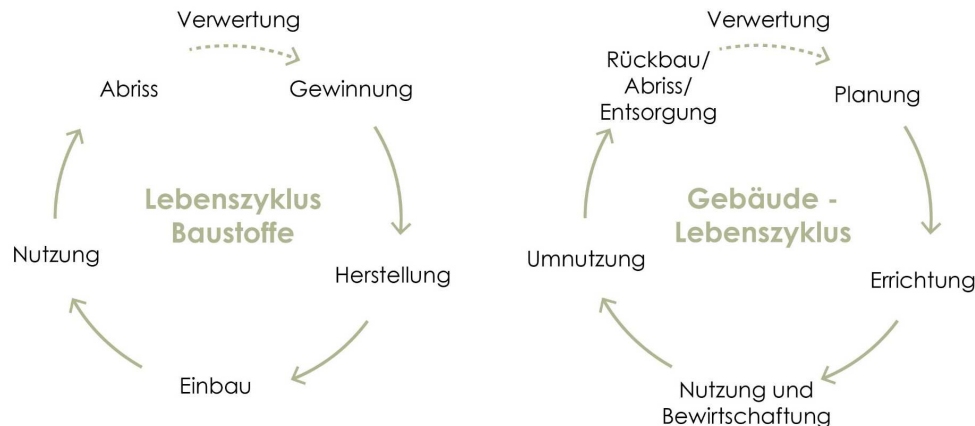 Verwertung
Abriss
Gewinnung
Lebenszyklus
Baustoffe
Nutzung
Herstellung
Einbau
Verwertung
Rückbau/
Abriss/
Entsorgung
Planung
Gebäude -
Lebenszyklus
Umnutzung
Errichtung
Nutzung und
Bewirtschaftung